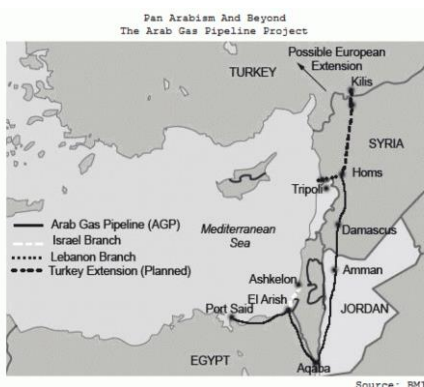 Pan Arabism And Beyond
The Arab Gas Pipeline Project
Possible European
Extension
TURKEY
Kilis
SYRIA
Homs
Tripoli
Mediterranean
Sea
Damascus
Arab Gas Pipeline (AGP)
Israel Branch
Lebanon Branch
Turkey Extension (Planned)
Ashkelon
Amman
El Arish
Port Said
JORDAN
EGYPT
Aqaba
Source: BMI